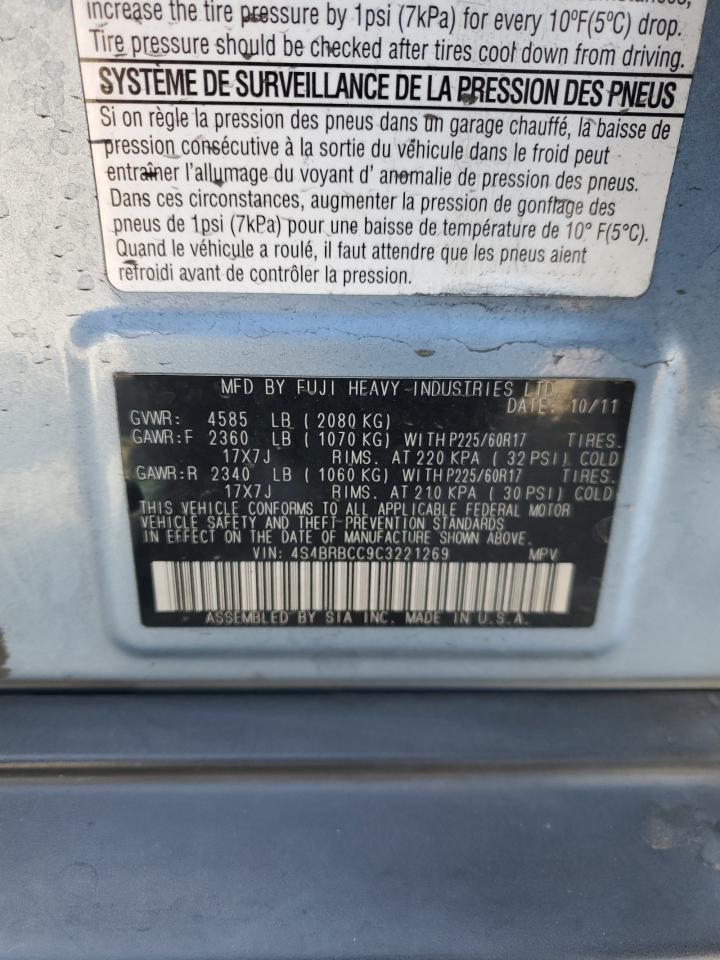 increase the tire pressure by 1psi (7kPa) for every 10°F(5°C) drop.
Tire pressure should be checked after tires cool down from driving.
SYSTÈME DE SURVEILLANCE DE LA PRESSION DES PNEUS
Si on règle la pression des pneus dans un garage chauffé, la baisse de
pression consécutive à la sortie du véhicule dans le froid peut
entraîner l'allumage du voyant d' anomalie de pression des pneus.
Dans ces circonstances, augmenter la pression de gonflage des
pneus de 1psi (7kPa) pour une baisse de température de 10° F(5°C).
Quand le véhicule a roulé, il faut attendre que les pneus aient
refroidi avant de contrôler la pression.
MFD BY FUJI HEAVY INDUSTRIES LTD.
DATE: 10/11
GVWR: 4585 LB ( 2080 KG)
GAWR:F 2360 LB ( 1070 KG) WITH P225/60R17 TIRES.
17X7J RIMS. AT 220 KPA ( 32 PSI) COLD
GAWR:R 2340 LB ( 1060 KG) WITH P225/60R17 TIRES.
17X7J RIMS. AT 210 KPA ( 30 PSI) COLD
THIS VEHICLE CONFORMS TO ALL APPLICABLE FEDERAL MOTOR
VEHICLE SAFETY AND THEFT PREVENTION STANDARDS
IN EFFECT ON THE DATE OF MANUFACTURE SHOWN ABOVE.
VIN: 4S4BRBCC9C3221269 MPV
ASSEMBLED BY SIA INC. MADE IN U.S.A.